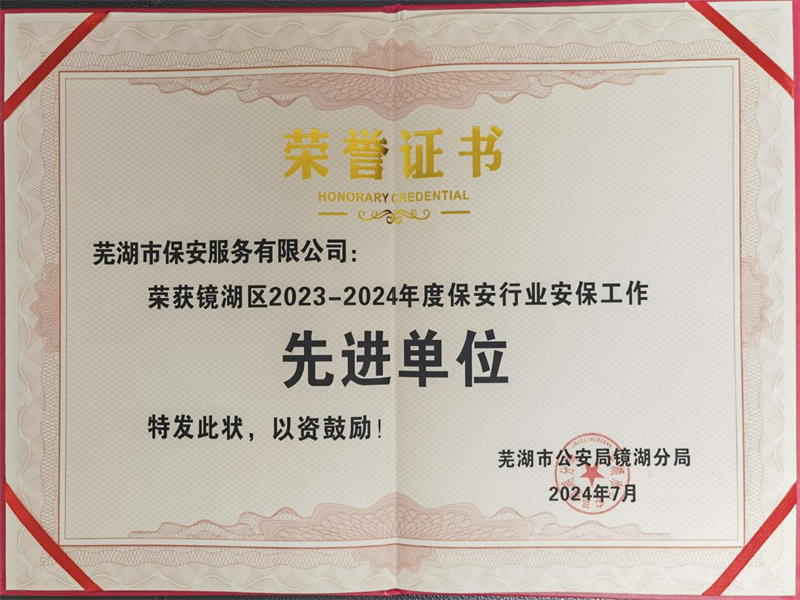 荣誉证书
HONORARY CREDENTIAL
芜湖市保安服务有限公司：
荣获镜湖区2023-2024年度保安行业安保工作
先进单位
特发此状，以资鼓励！
芜湖市公安局镜湖分局
2024年7月